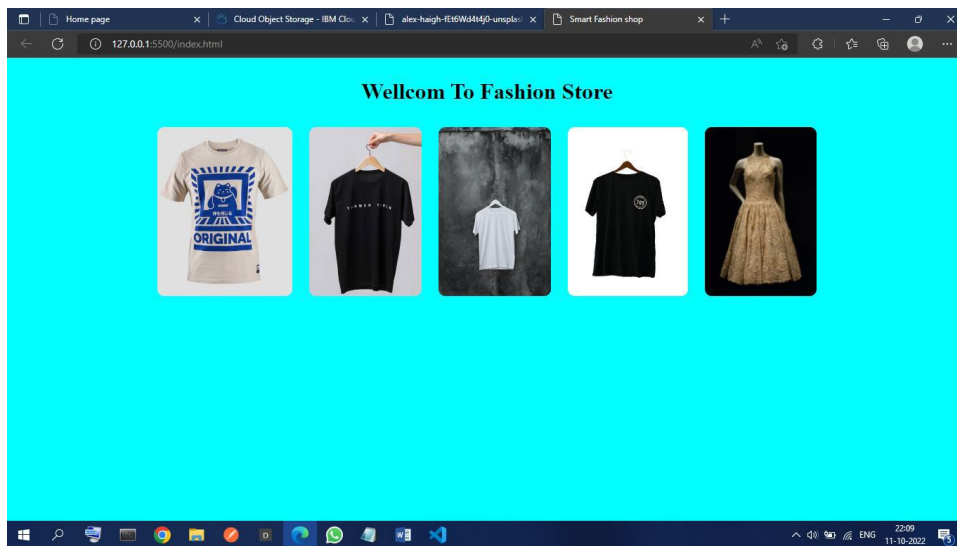 Home page
Cloud Object Storage - IBM Clou
alex-haigh-fEt6Wd4t4j0-unsplas
Smart Fashion shop
127.0.0.1:5500/index.html
Wellcom To Fashion Store
ORIGINAL
ENG
22:09
11-10-2022